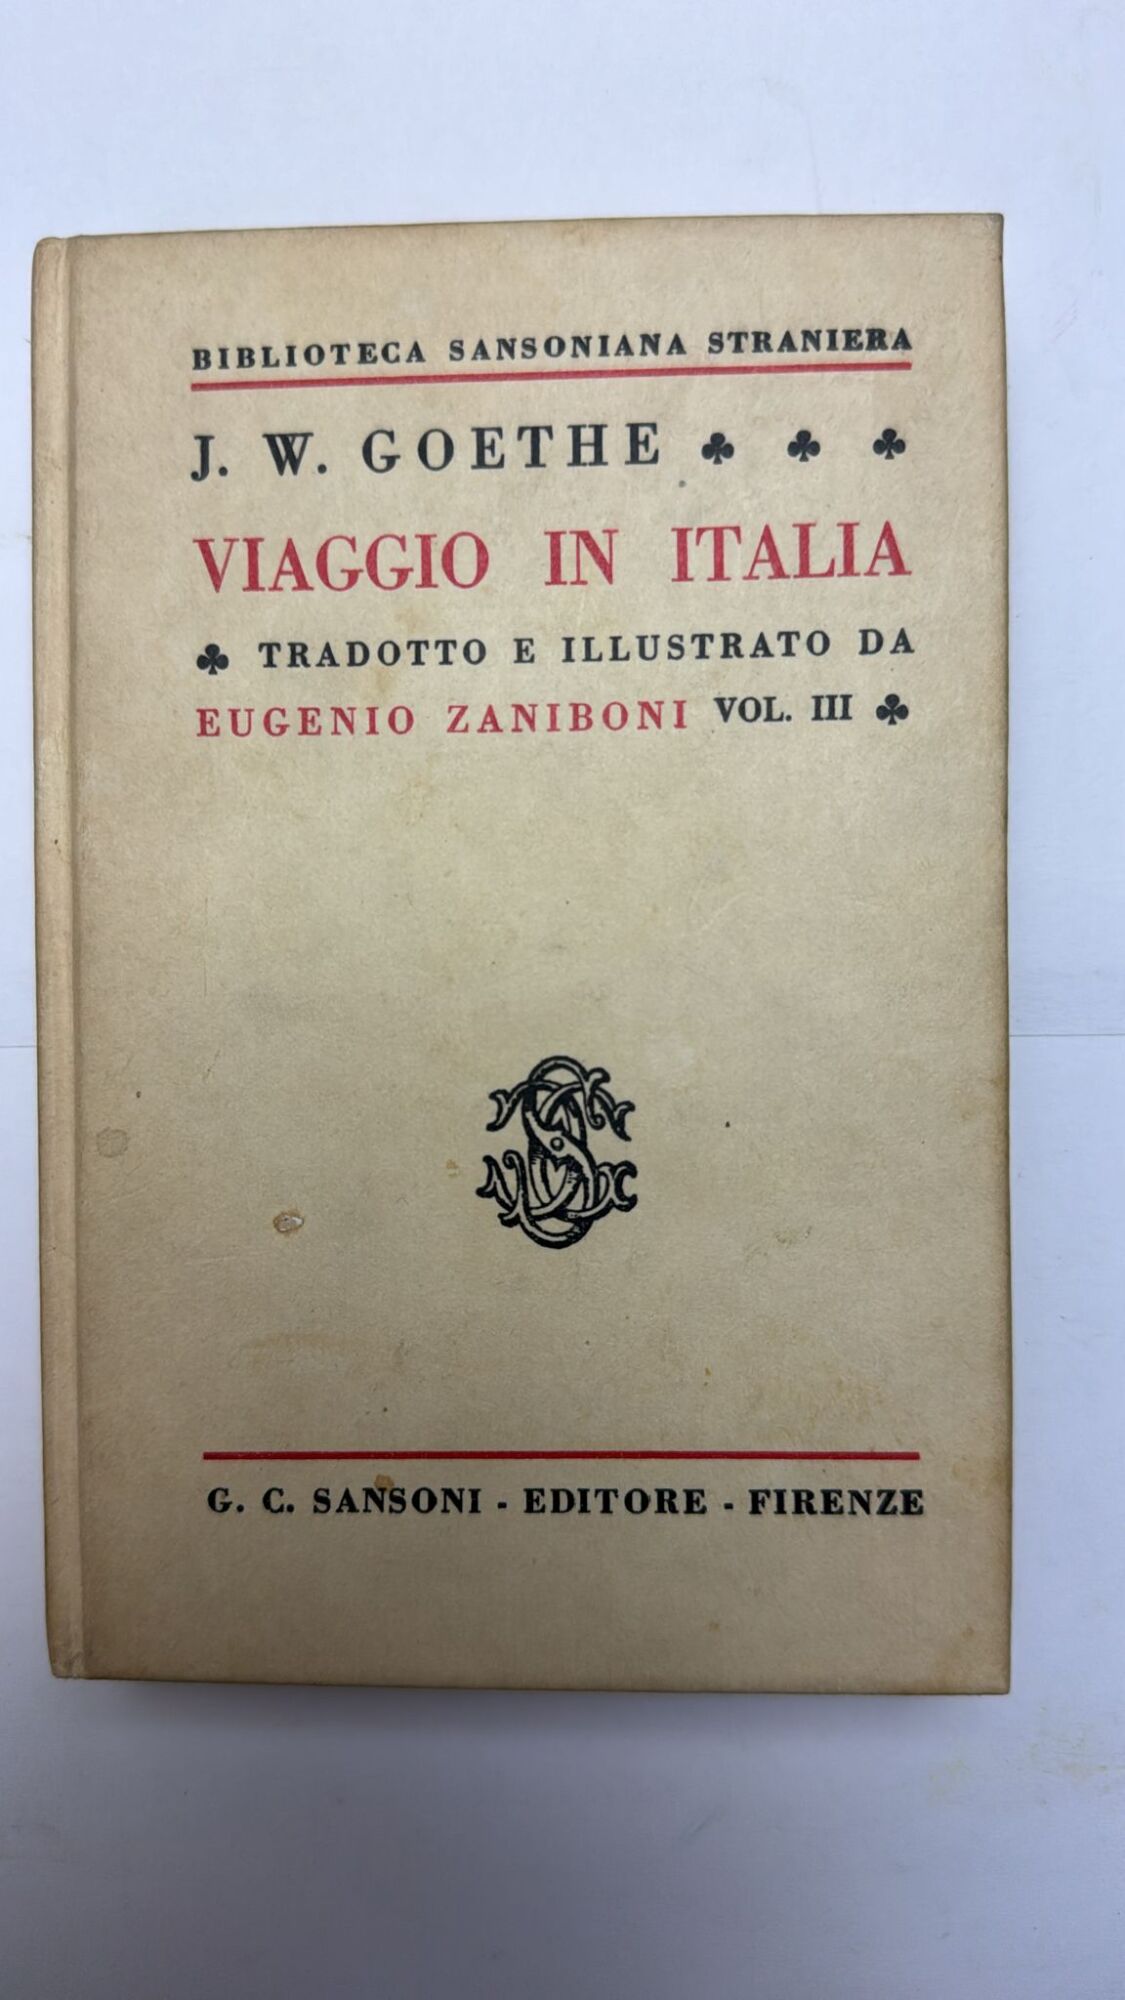 BIBLIOTECA SANSONIANA STRANIERA
J. W. GOETHE
VIAGGIO IN ITALIA
TRADOTTO E ILLUSTRATO DA
EUGENIO ZANIBONI VOL. III
G. C. SANSONI - EDITORE - FIRENZE